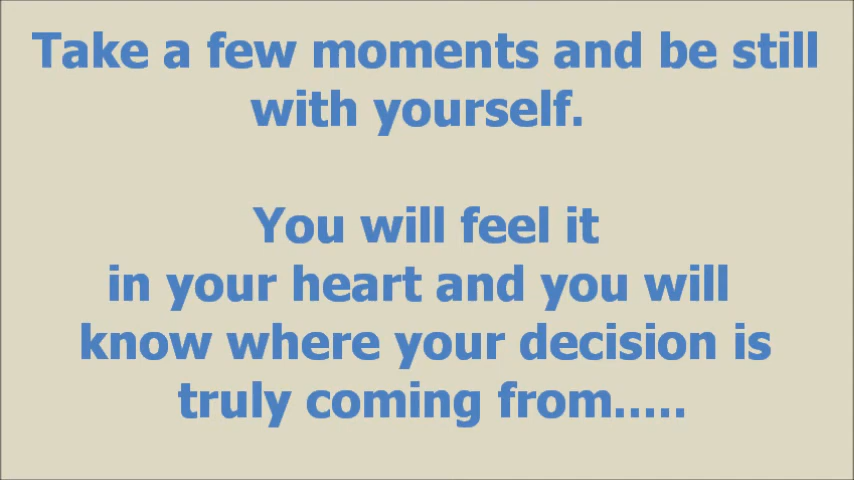 Take a few moments and be still
with yourself.
You will feel it
in your heart and you will
know where your decision is
truly coming from.....